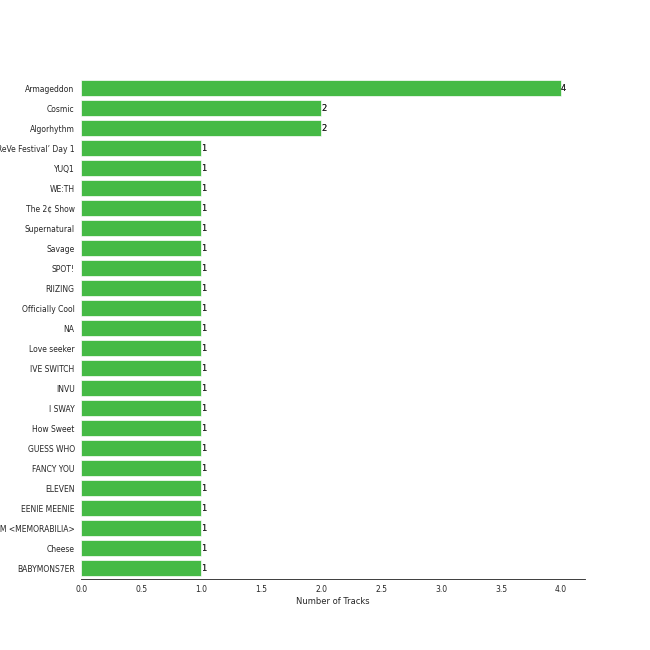 Armageddon 4
Cosmic 2
Algorhythm 2
Festival’ Day 1 1
YUQ1 1
WE:TH 1
The 2¢ Show 1
Supernatural 1
Savage 1
SPOT! 1
RIIZING 1
Officially Cool 1
NA 1
Love seeker 1
IVE SWITCH 1
INVU 1
I SWAY 1
How Sweet 1
GUESS WHO 1
FANCY YOU 1
ELEVEN 1
EENIE MEENIE 1
<MEMORABILIA> 1
Cheese 1
BABYMONS7ER 1
0.0 0.5 1.0 1.5 2.0 2.5 3.0 3.5 4.0
Number of Tracks